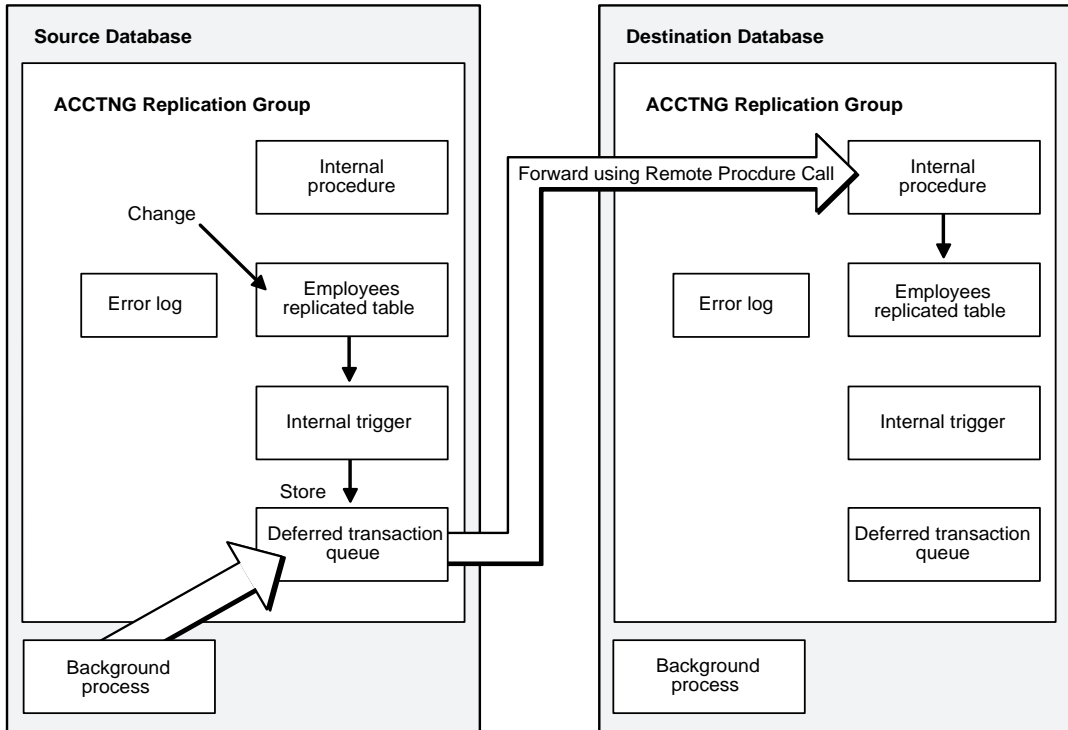 Source Database
ACCTNG Replication Group
Internal
procedure
Change
Error log
Employees
replicated table
Internal trigger
Store
Deferred transaction
queue
Background
process
Forward using Remote Procdure Call
Destination Database
ACCTNG Replication Group
Internal
procedure
Error log
Employees
replicated table
Internal trigger
Deferred transaction
queue
Background
process